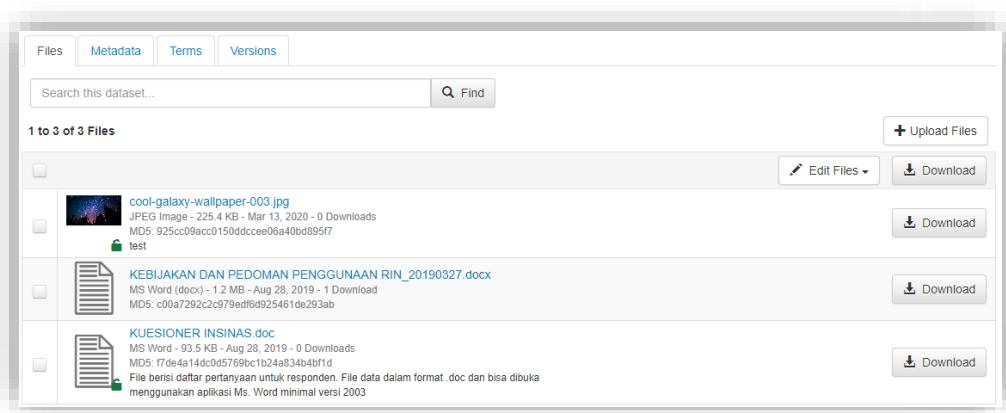 Files Metadata Terms Versions
Search this dataset... Find
1 to 3 of 3 Files Upload Files
Edit Files Download
cool-galaxy-wallpaper-003.jpg
JPEG Image - 225.4 KB - Mar 13, 2020 - 0 Downloads
MD5: 925cc09acc0150ddccee06a40bd895f7
test
Download
KEBIJAKAN DAN PEDOMAN PENGGUNAAN RIN_20190327.docx
MS Word (docx) - 1.2 MB - Aug 28, 2019 - 1 Download
MD5: c00a7292c2c979edf6d925461de293ab
Download
KUESIONER INSINAS.doc
MS Word - 93.5 KB - Aug 28, 2019 - 0 Downloads
MD5: f7de4a14dc0d5769bc1b24a834b4bf1d
File berisi daftar pertanyaan untuk responden. File data dalam format .doc dan bisa dibuka
menggunakan aplikasi Ms. Word minimal versi 2003
Download